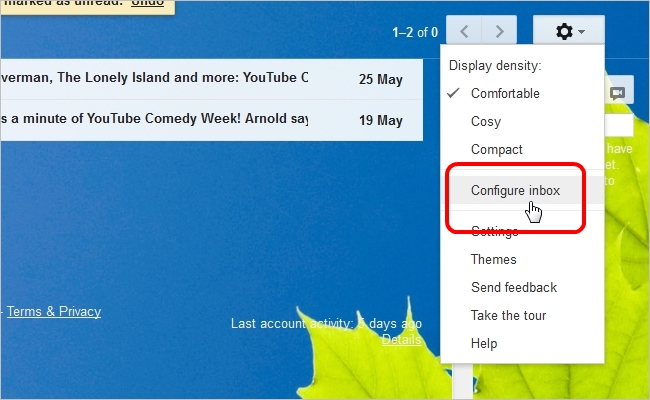 marked as unread. Undo
1–2 of 0
Display density:
Comfortable
Cosy
Compact
Configure inbox
Settings
Themes
Send feedback
Take the tour
Help
verman, The Lonely Island and more: YouTube C
25 May
s a minute of YouTube Comedy Week! Arnold say
19 May
have
et.
to
- Terms & Privacy
Last account activity: 5 days ago
Details